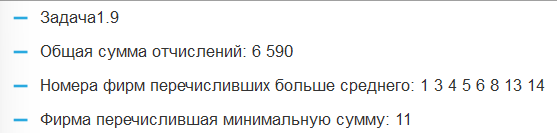 Задача1.9
Общая сумма отчислений: 6 590
Номера фирм перечисливших больше среднего: 1 3 4 5 6 8 13 14
Фирма перечислившая минимальную сумму: 11